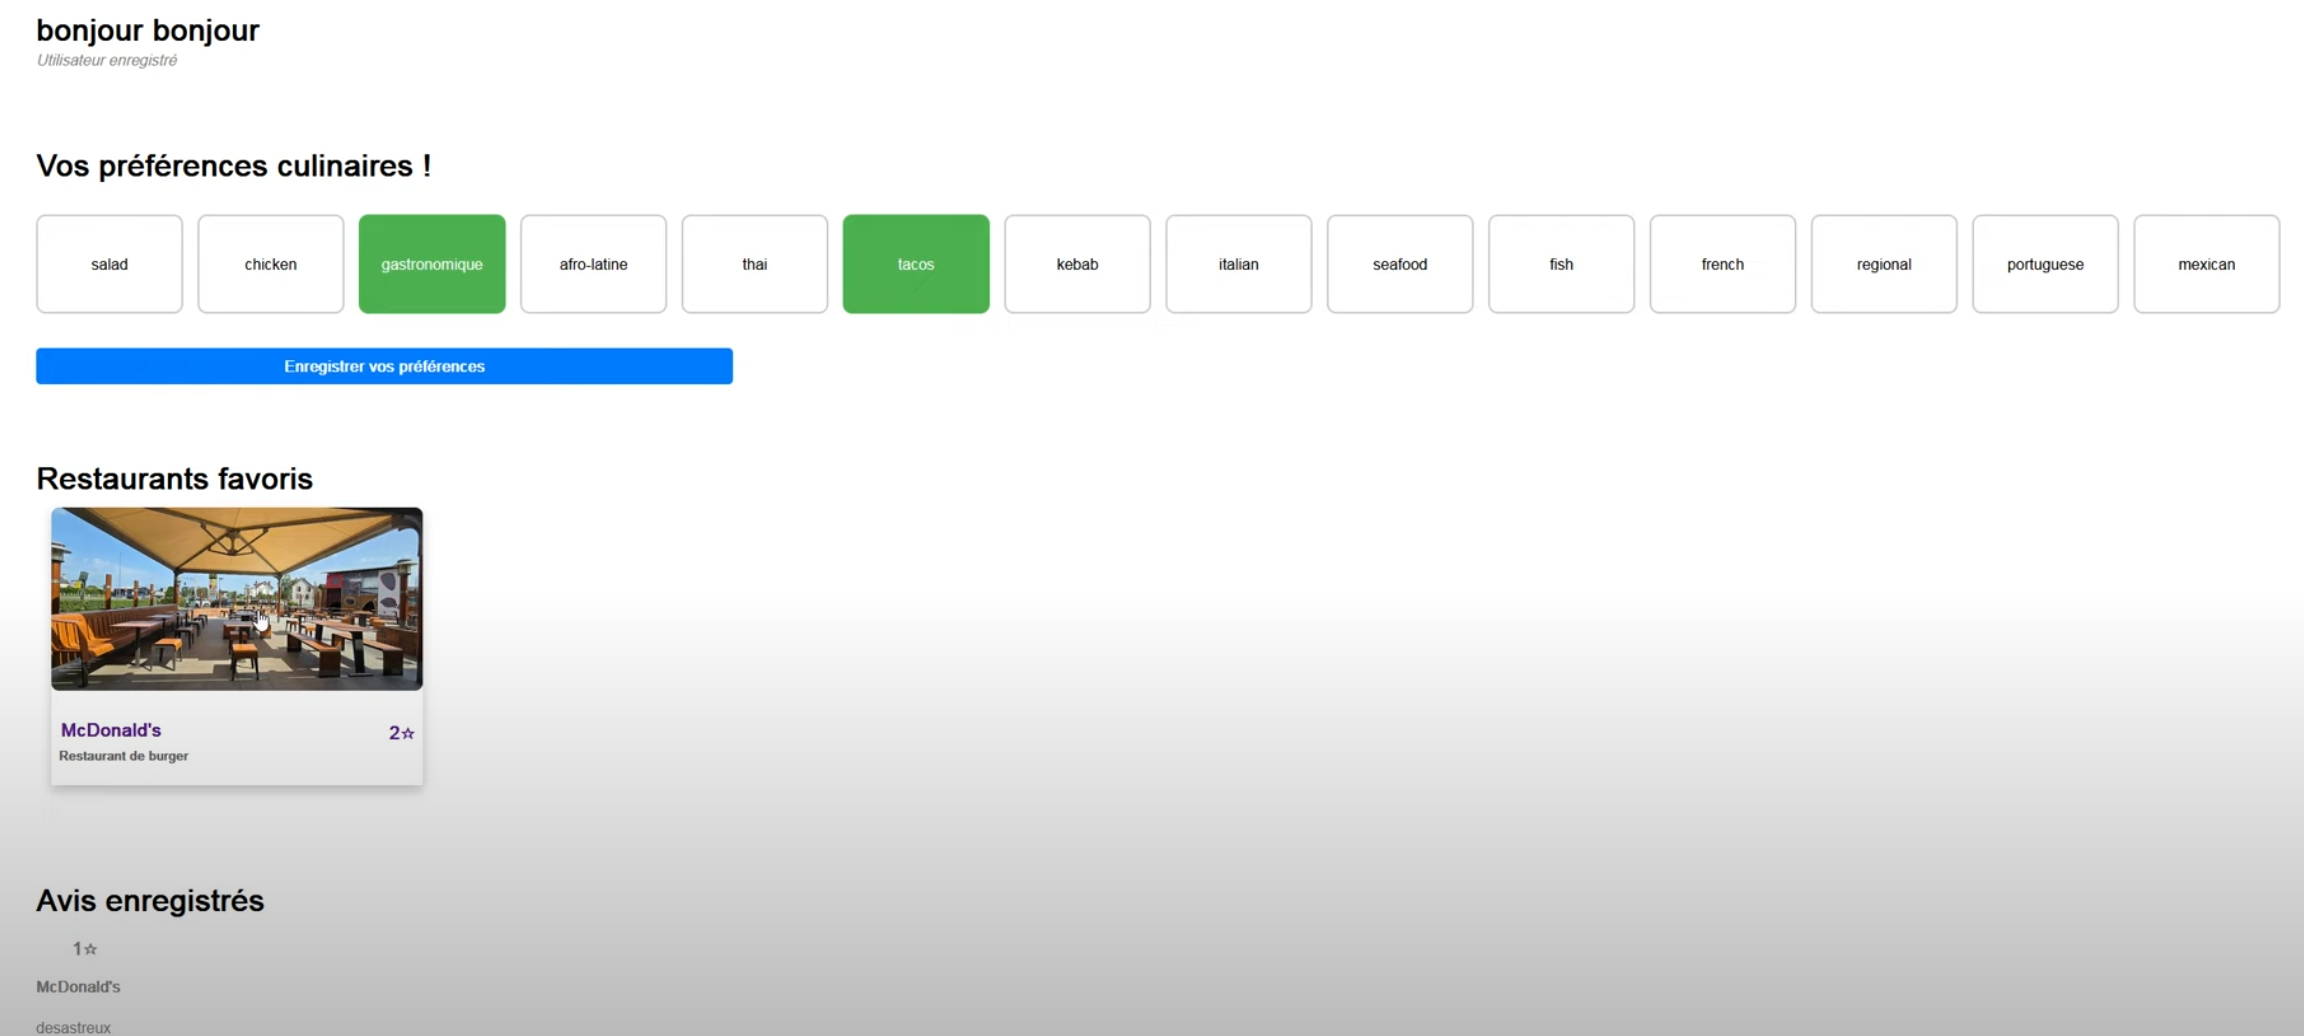 bonjour bonjour
Utilisateur enregistré
Vos préférences culinaires !
salad chicken gastronomique afro-latine thai tacos kebab italian seafood fish french regional portuguese mexican
Enregistrer vos préférences
Restaurants favoris
McDonald's 2☆
Restaurant de burger
Avis enregistrés
1☆
McDonald's
desastreux